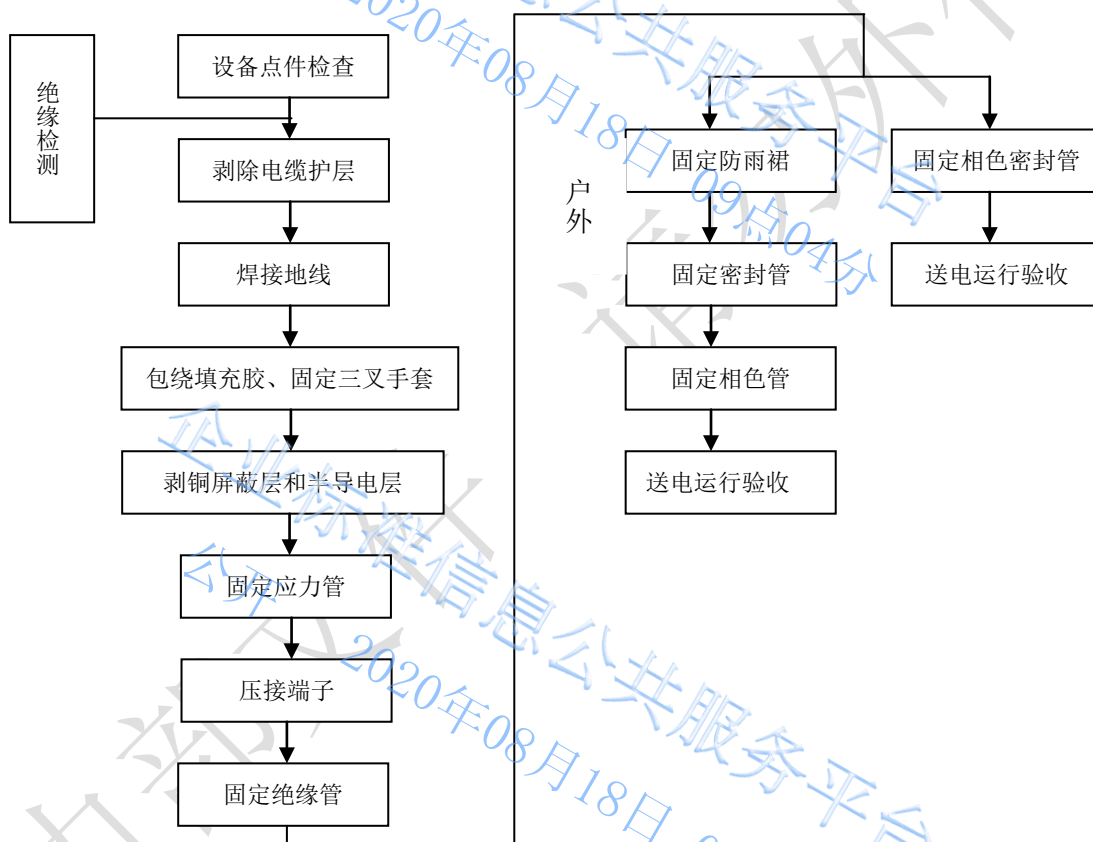 设备点件检查
绝缘检测
剥除电缆护层
焊接地线
包绕填充胶、固定三叉手套
剥铜屏蔽层和半导电层
固定应力管
压接端子
固定绝缘管
户外
固定防雨裙
固定密封管
固定相色管
送电运行验收
固定相色密封管
送电运行验收
息公共服务平台
2020年08月18日 09点04分
企业标准信息公共服务平台
公开 2020年08月18日